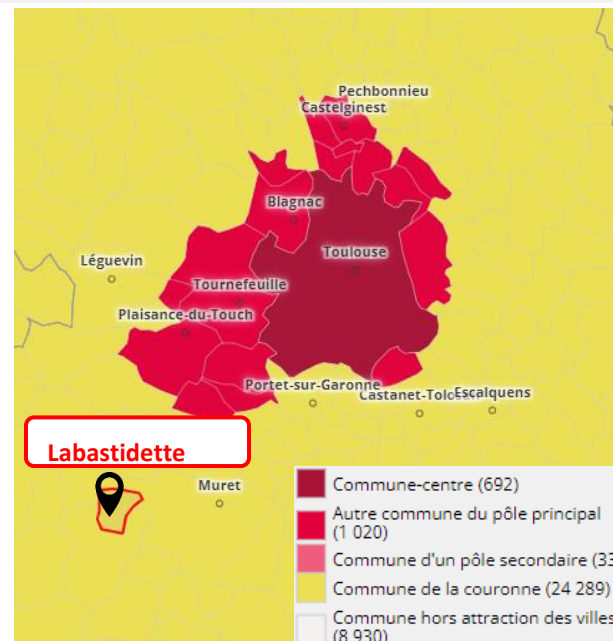 Pechbonnieu
Castelginest
Blagnac
Toulouse
Léguevin
Tournefeuille
Plaisance-du-Touch
Portet-sur-Garonne
Escalquens
Labastidette
Muret
Commune-centre (692)
Autre commune du pôle principal
(1 020)
Commune d'un pôle secondaire (33
Commune de la couronne (24 289)
Commune hors attraction des villes
(8 930)